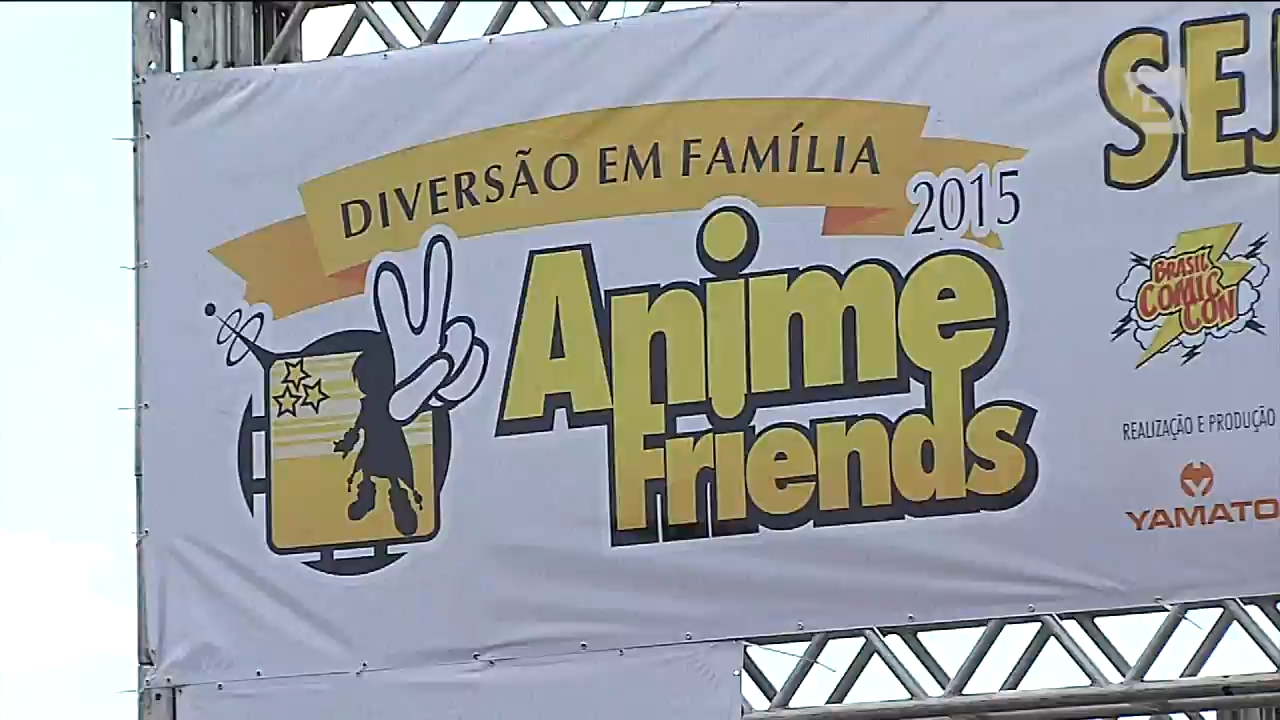 DIVERSÃO EM FAMÍLIA
2015
Anime
Friends
SEJ
BRASIL
COMIC
CON
REALIZAÇÃO E PRODUÇÃO
YAMATO